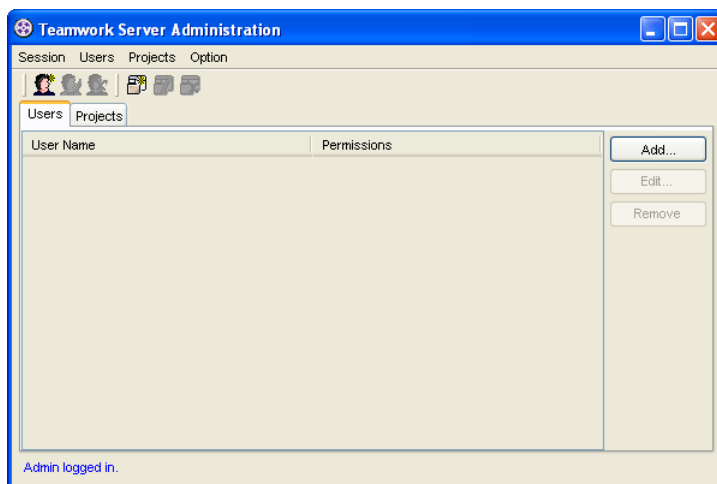 Teamwork Server Administration
Session Users Projects Option
Users Projects
User Name Permissions
Add...
Edit...
Remove
Admin logged in.